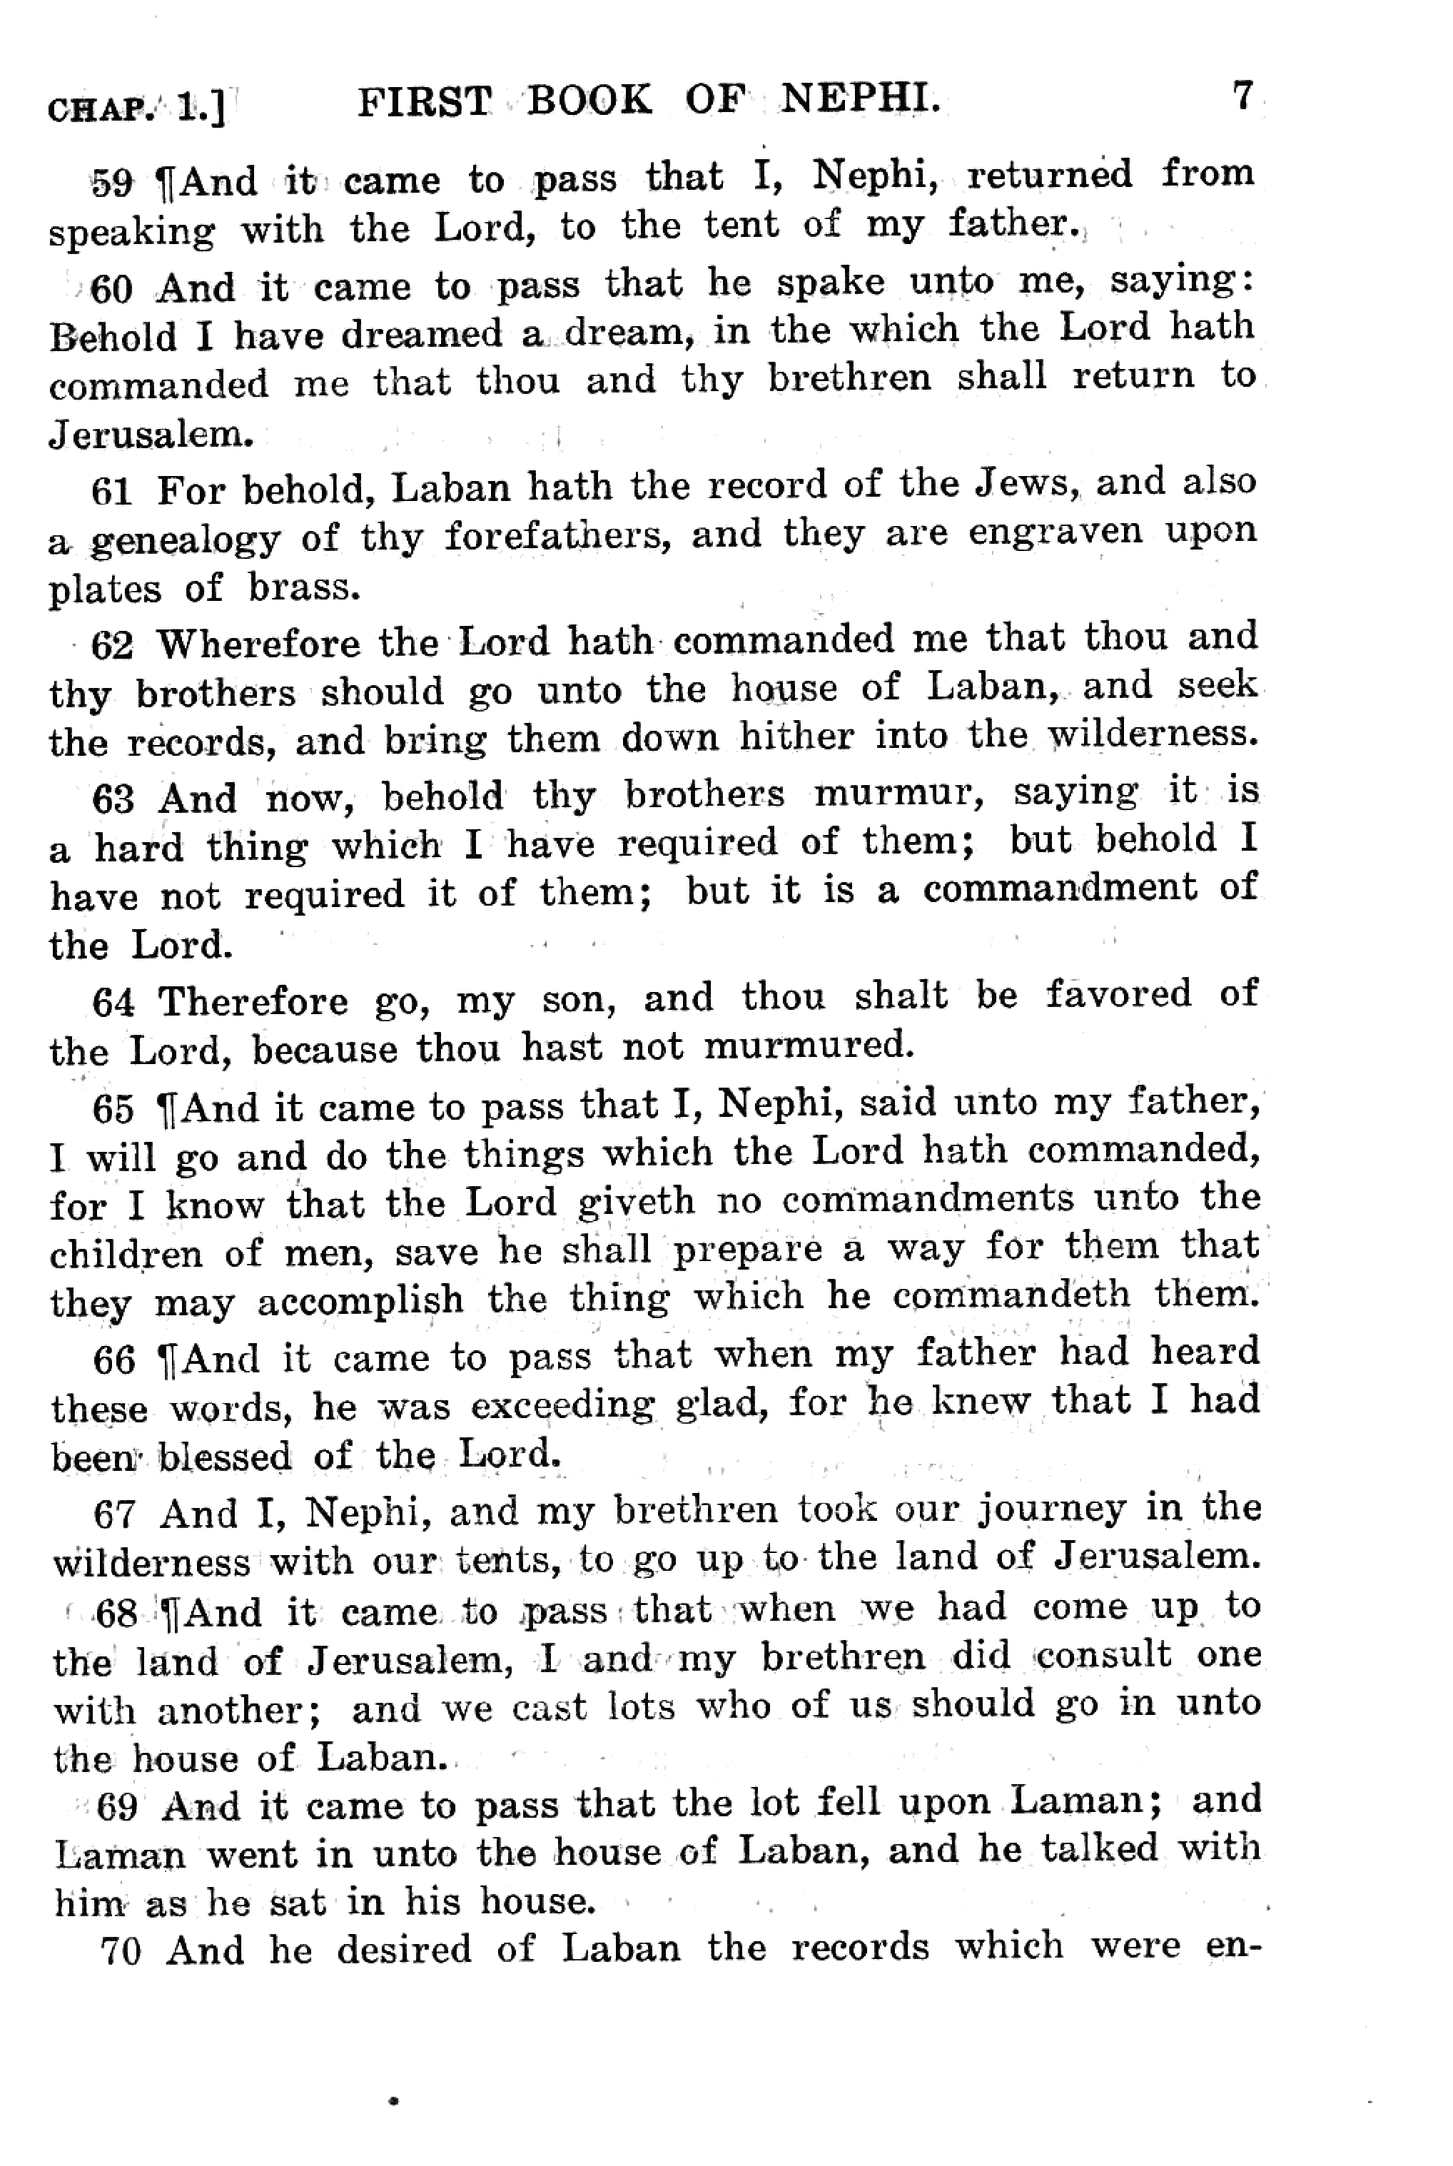 CHAP. 1.] FIRST BOOK OF NEPHI. 7
59 ¶And it came to pass that I, Nephi, returned from
speaking with the Lord, to the tent of my father.
60 And it came to pass that he spake unto me, saying:
Behold I have dreamed a dream, in the which the Lord hath
commanded me that thou and thy brethren shall return to
Jerusalem.
61 For behold, Laban hath the record of the Jews, and also
a genealogy of thy forefathers, and they are engraven upon
plates of brass.
62 Wherefore the Lord hath commanded me that thou and
thy brothers should go unto the house of Laban, and seek
the records, and bring them down hither into the wilderness.
63 And now, behold thy brothers murmur, saying it is
a hard thing which I have required of them; but behold I
have not required it of them; but it is a commandment of
the Lord.
64 Therefore go, my son, and thou shalt be favored of
the Lord, because thou hast not murmured.
65 ¶And it came to pass that I, Nephi, said unto my father,
I will go and do the things which the Lord hath commanded,
for I know that the Lord giveth no commandments unto the
children of men, save he shall prepare a way for them that
they may accomplish the thing which he commandeth them.
66 ¶And it came to pass that when my father had heard
these words, he was exceeding glad, for he knew that I had
been blessed of the Lord.
67 And I, Nephi, and my brethren took our journey in the
wilderness with our tents, to go up to the land of Jerusalem.
68 ¶And it came to pass that when we had come up to
the land of Jerusalem, I and my brethren did consult one
with another; and we cast lots who of us should go in unto
the house of Laban.
69 And it came to pass that the lot fell upon Laman; and
Laman went in unto the house of Laban, and he talked with
him as he sat in his house.
70 And he desired of Laban the records which were en-